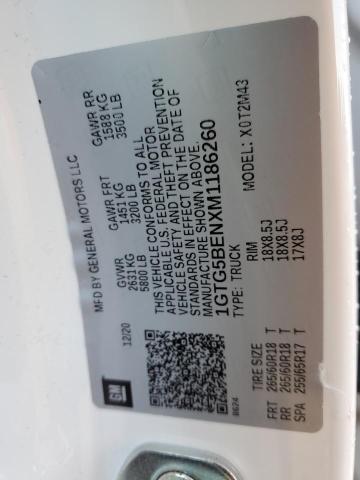 MFD BY GENERAL MOTORS LLC
12/20
GVWR
2631 KG
5800 LB
GAWR FRT
1451 KG
3200 LB
GAWR RR
1588 KG
3500 LB
THIS VEHICLE CONFORMS TO ALL
APPLICABLE U.S. FEDERAL MOTOR
VEHICLE SAFETY AND THEFT PREVENTION
STANDARDS IN EFFECT ON THE DATE OF
MANUFACTURE SHOWN ABOVE.
1GTG5BENXM1186260
TYPE: TRUCK
MODEL: X0T2M43
TIRE SIZE RIM
FRT 265/60R18 T 18X8.5J
RR 265/60R18 T 18X8.5J
SPA 255/65R17 T 17X8J
GM
8624